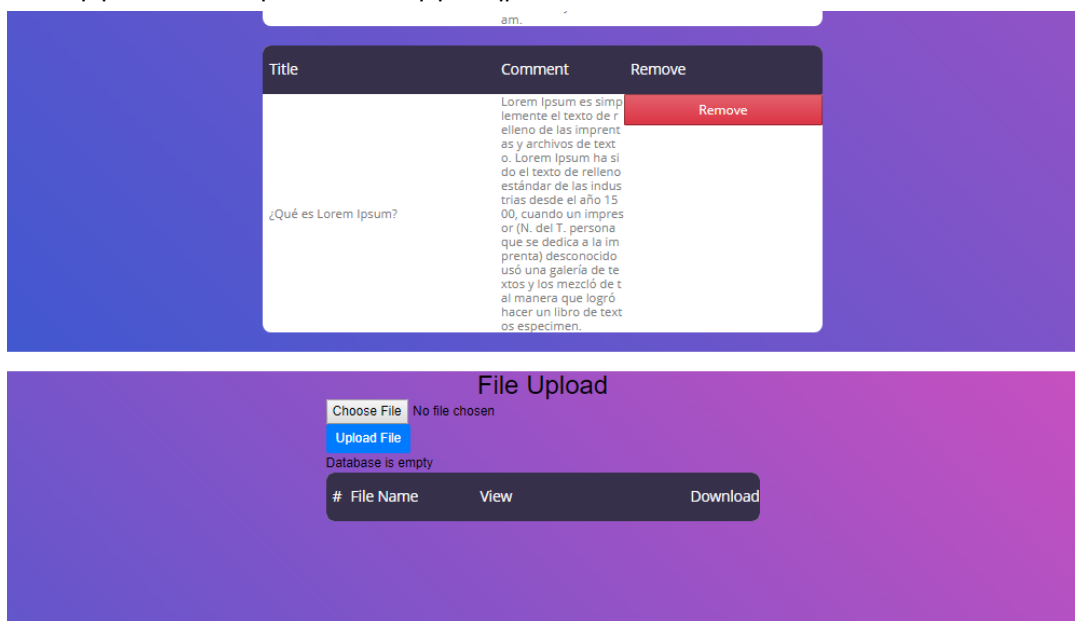 am.
Title Comment Remove
Lorem Ipsum es simp
lemente el texto de r
elleno de las imprent
as y archivos de text
o. Lorem Ipsum ha si
do el texto de relleno
estándar de las indus
trias desde el año 15
00, cuando un impres
or (N. del T. persona
que se dedica a la im
prenta) desconocido
usó una galería de te
xtos y los mezcló de t
al manera que logró
hacer un libro de text
os especimen.
Remove
¿Qué es Lorem Ipsum?
File Upload
Choose File No file chosen
Upload File
Database is empty
# File Name View Download